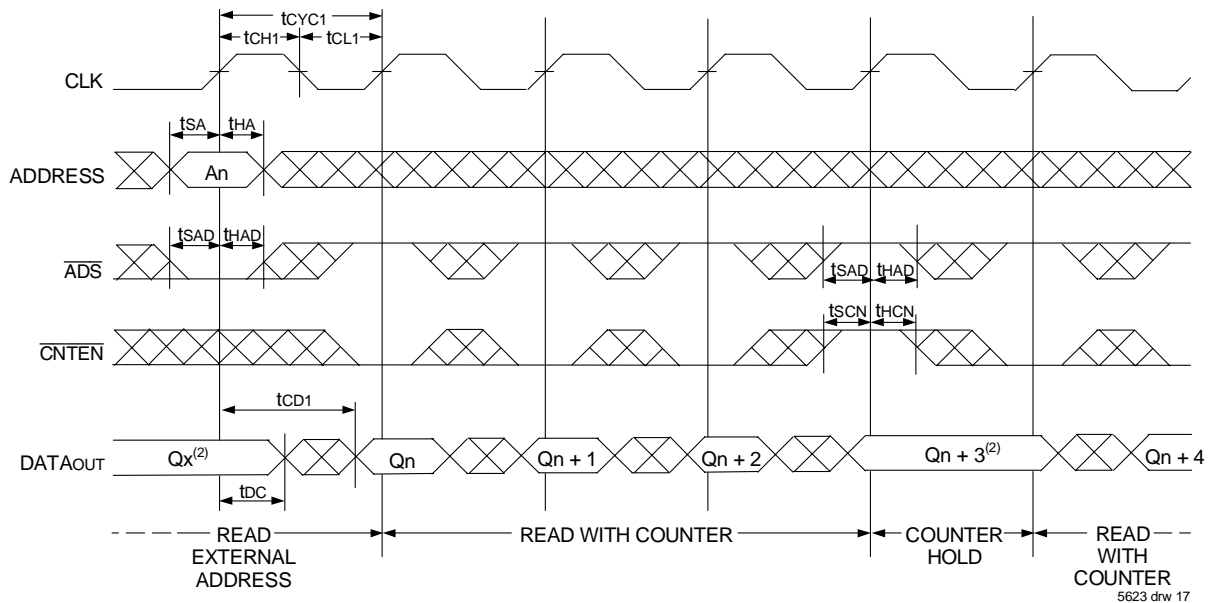 tCYC1
tCH1 tCL1
CLK
tSA tHA
ADDRESS An
tSAD tHAD
ADS tSAD tHAD
tSCN tHCN
CNTEN
tCD1
DATAOUT Qx(2) Qn Qn + 1 Qn + 2 Qn + 3(2) Qn + 4
tDC
READ EXTERNAL ADDRESS
READ WITH COUNTER
COUNTER HOLD
READ WITH COUNTER
5623 drw 17